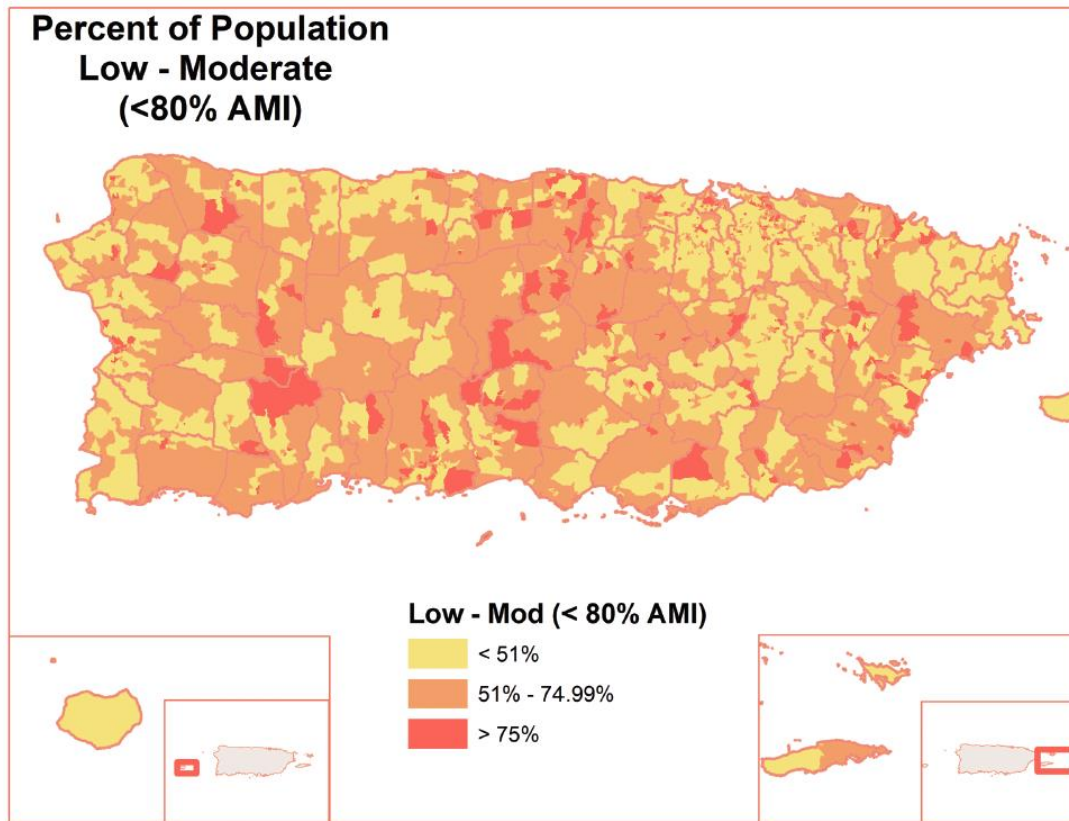 Percent of Population
Low - Moderate
(<80% AMI)
Low - Mod (< 80% AMI)
< 51%
51% - 74.99%
> 75%